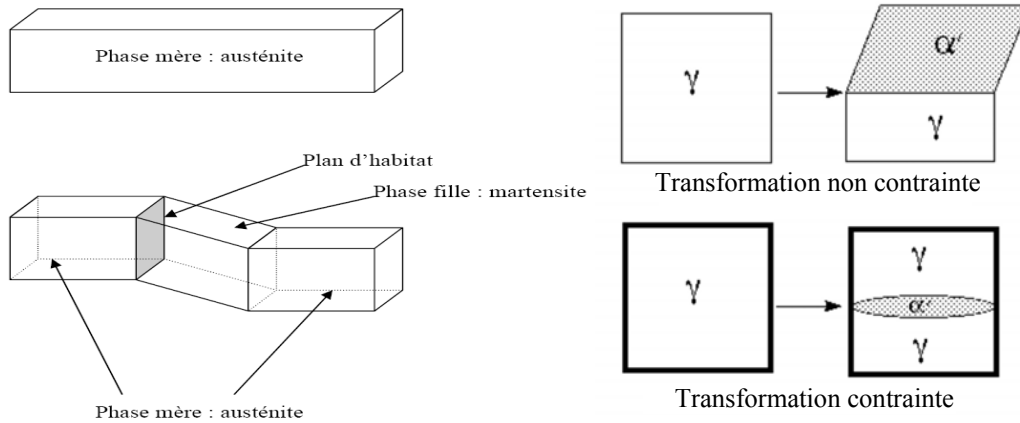 Phase mère : austénite
Plan d’habitat
Phase fille : martensite
Phase mère : austénite
γ
α'
γ
Transformation non contrainte
γ
γ
α'
γ
Transformation contrainte